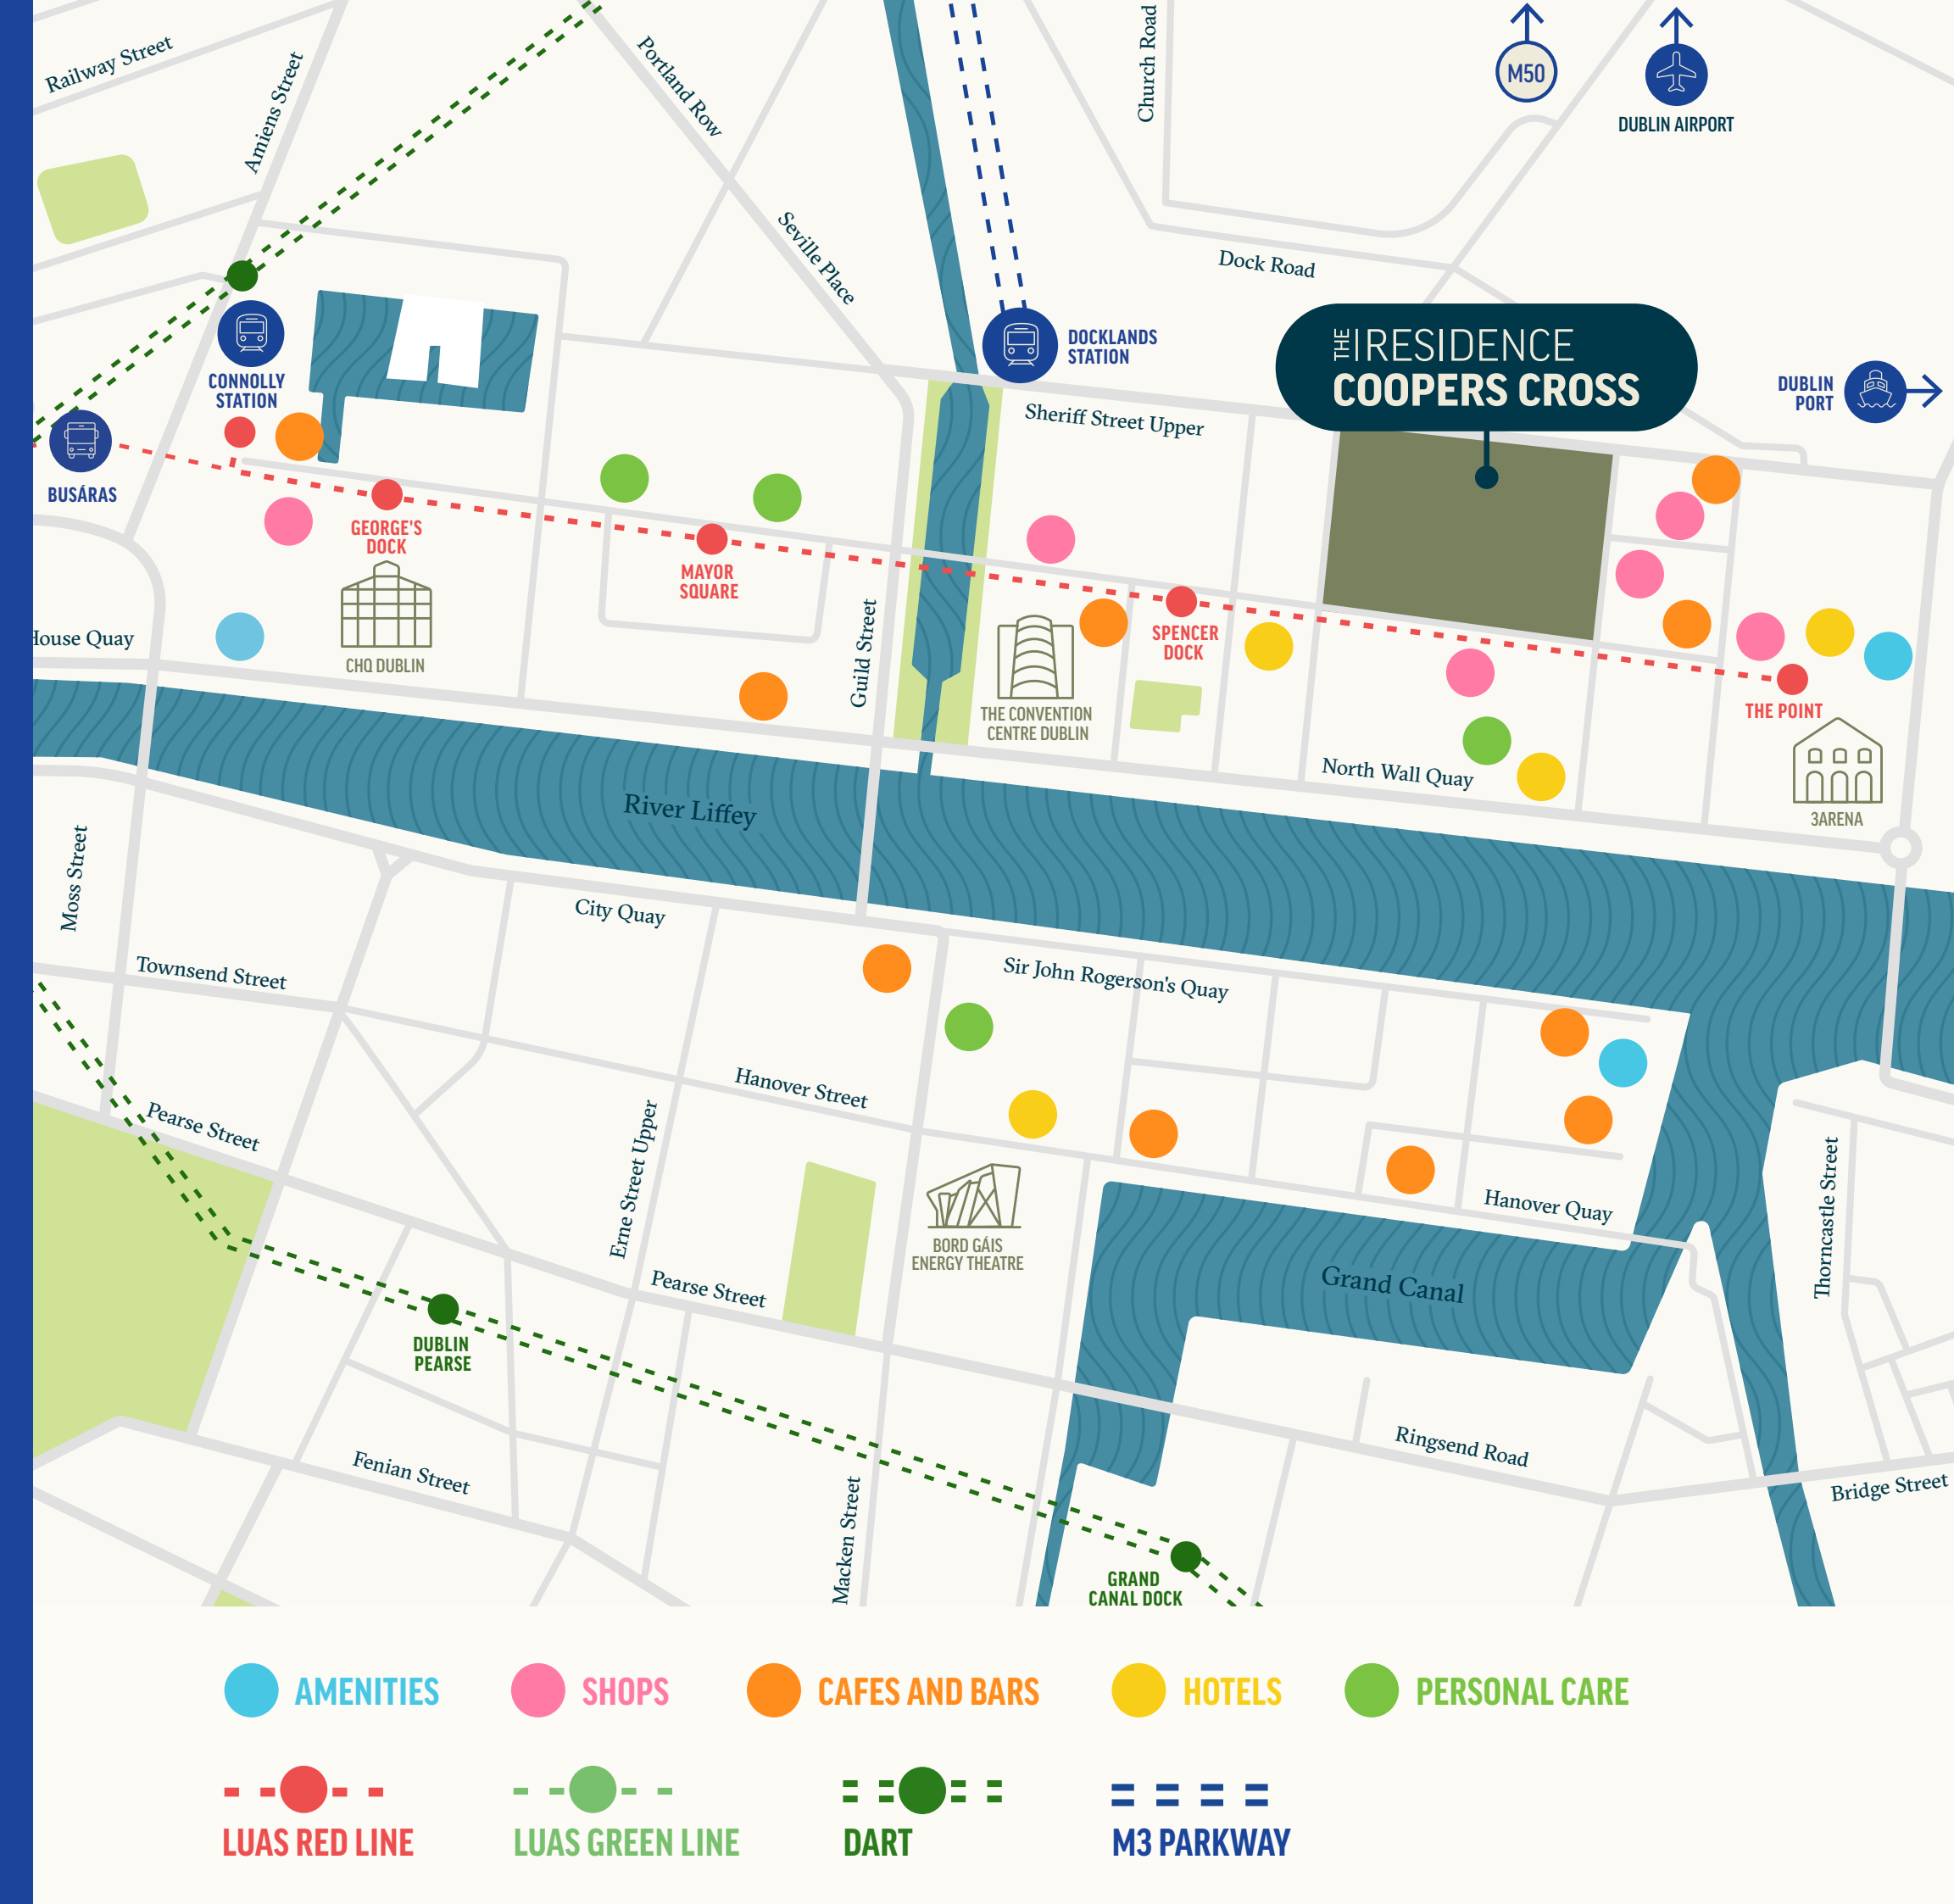 Railway Street
Amiens Street
Portland Row
Seville Place
Church Road
M50
DUBLIN AIRPORT
Dock Road
CONNOLLY
STATION
DOCKLANDS
STATION
THE RESIDENCE
COOPERS CROSS
DUBLIN
PORT
Sheriff Street Upper
BUSÁRAS
GEORGE'S
DOCK
MAYOR
SQUARE
SPENCER
DOCK
THE POINT
House Quay
CHQ DUBLIN
Guild Street
THE CONVENTION
CENTRE DUBLIN
North Wall Quay
3ARENA
River Liffey
Moss Street
City Quay
Townsend Street
Sir John Rogerson's Quay
Hanover Street
Pearse Street
Erne Street Upper
Hanover Quay
Thorncastle Street
BORD GÁIS
ENERGY THEATRE
Grand Canal
Pearse Street
DUBLIN
PEARSE
Fenian Street
Macken Street
Ringsend Road
Bridge Street
GRAND
CANAL DOCK
AMENITIES
SHOPS
CAFES AND BARS
HOTELS
PERSONAL CARE
LUAS RED LINE
LUAS GREEN LINE
DART
M3 PARKWAY